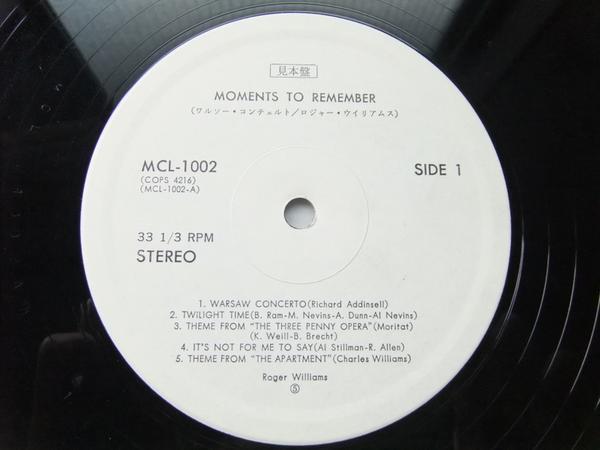 見本盤
MOMENTS TO REMEMBER
(ワルソー・コンチェルト/ロジャー・ウイリアムス)
MCL-1002
SIDE 1
(COPS 4216)
(MCL-1002-A)
33 1/3 RPM
STEREO
1. WARSAW CONCERTO(Richard Addinsell)
2. TWILIGHT TIME(B. Ram-M. Nevins-A. Dunn-Al Nevins)
3. THEME FROM "THE THREE PENNY OPERA"(Moritat)
(K. Weill-B. Brecht)
4. IT'S NOT FOR ME TO SAY(Al Stillman-R. Allen)
5. THEME FROM "THE APARTMENT"(Charles Williams)
Roger Williams
Ⓢ